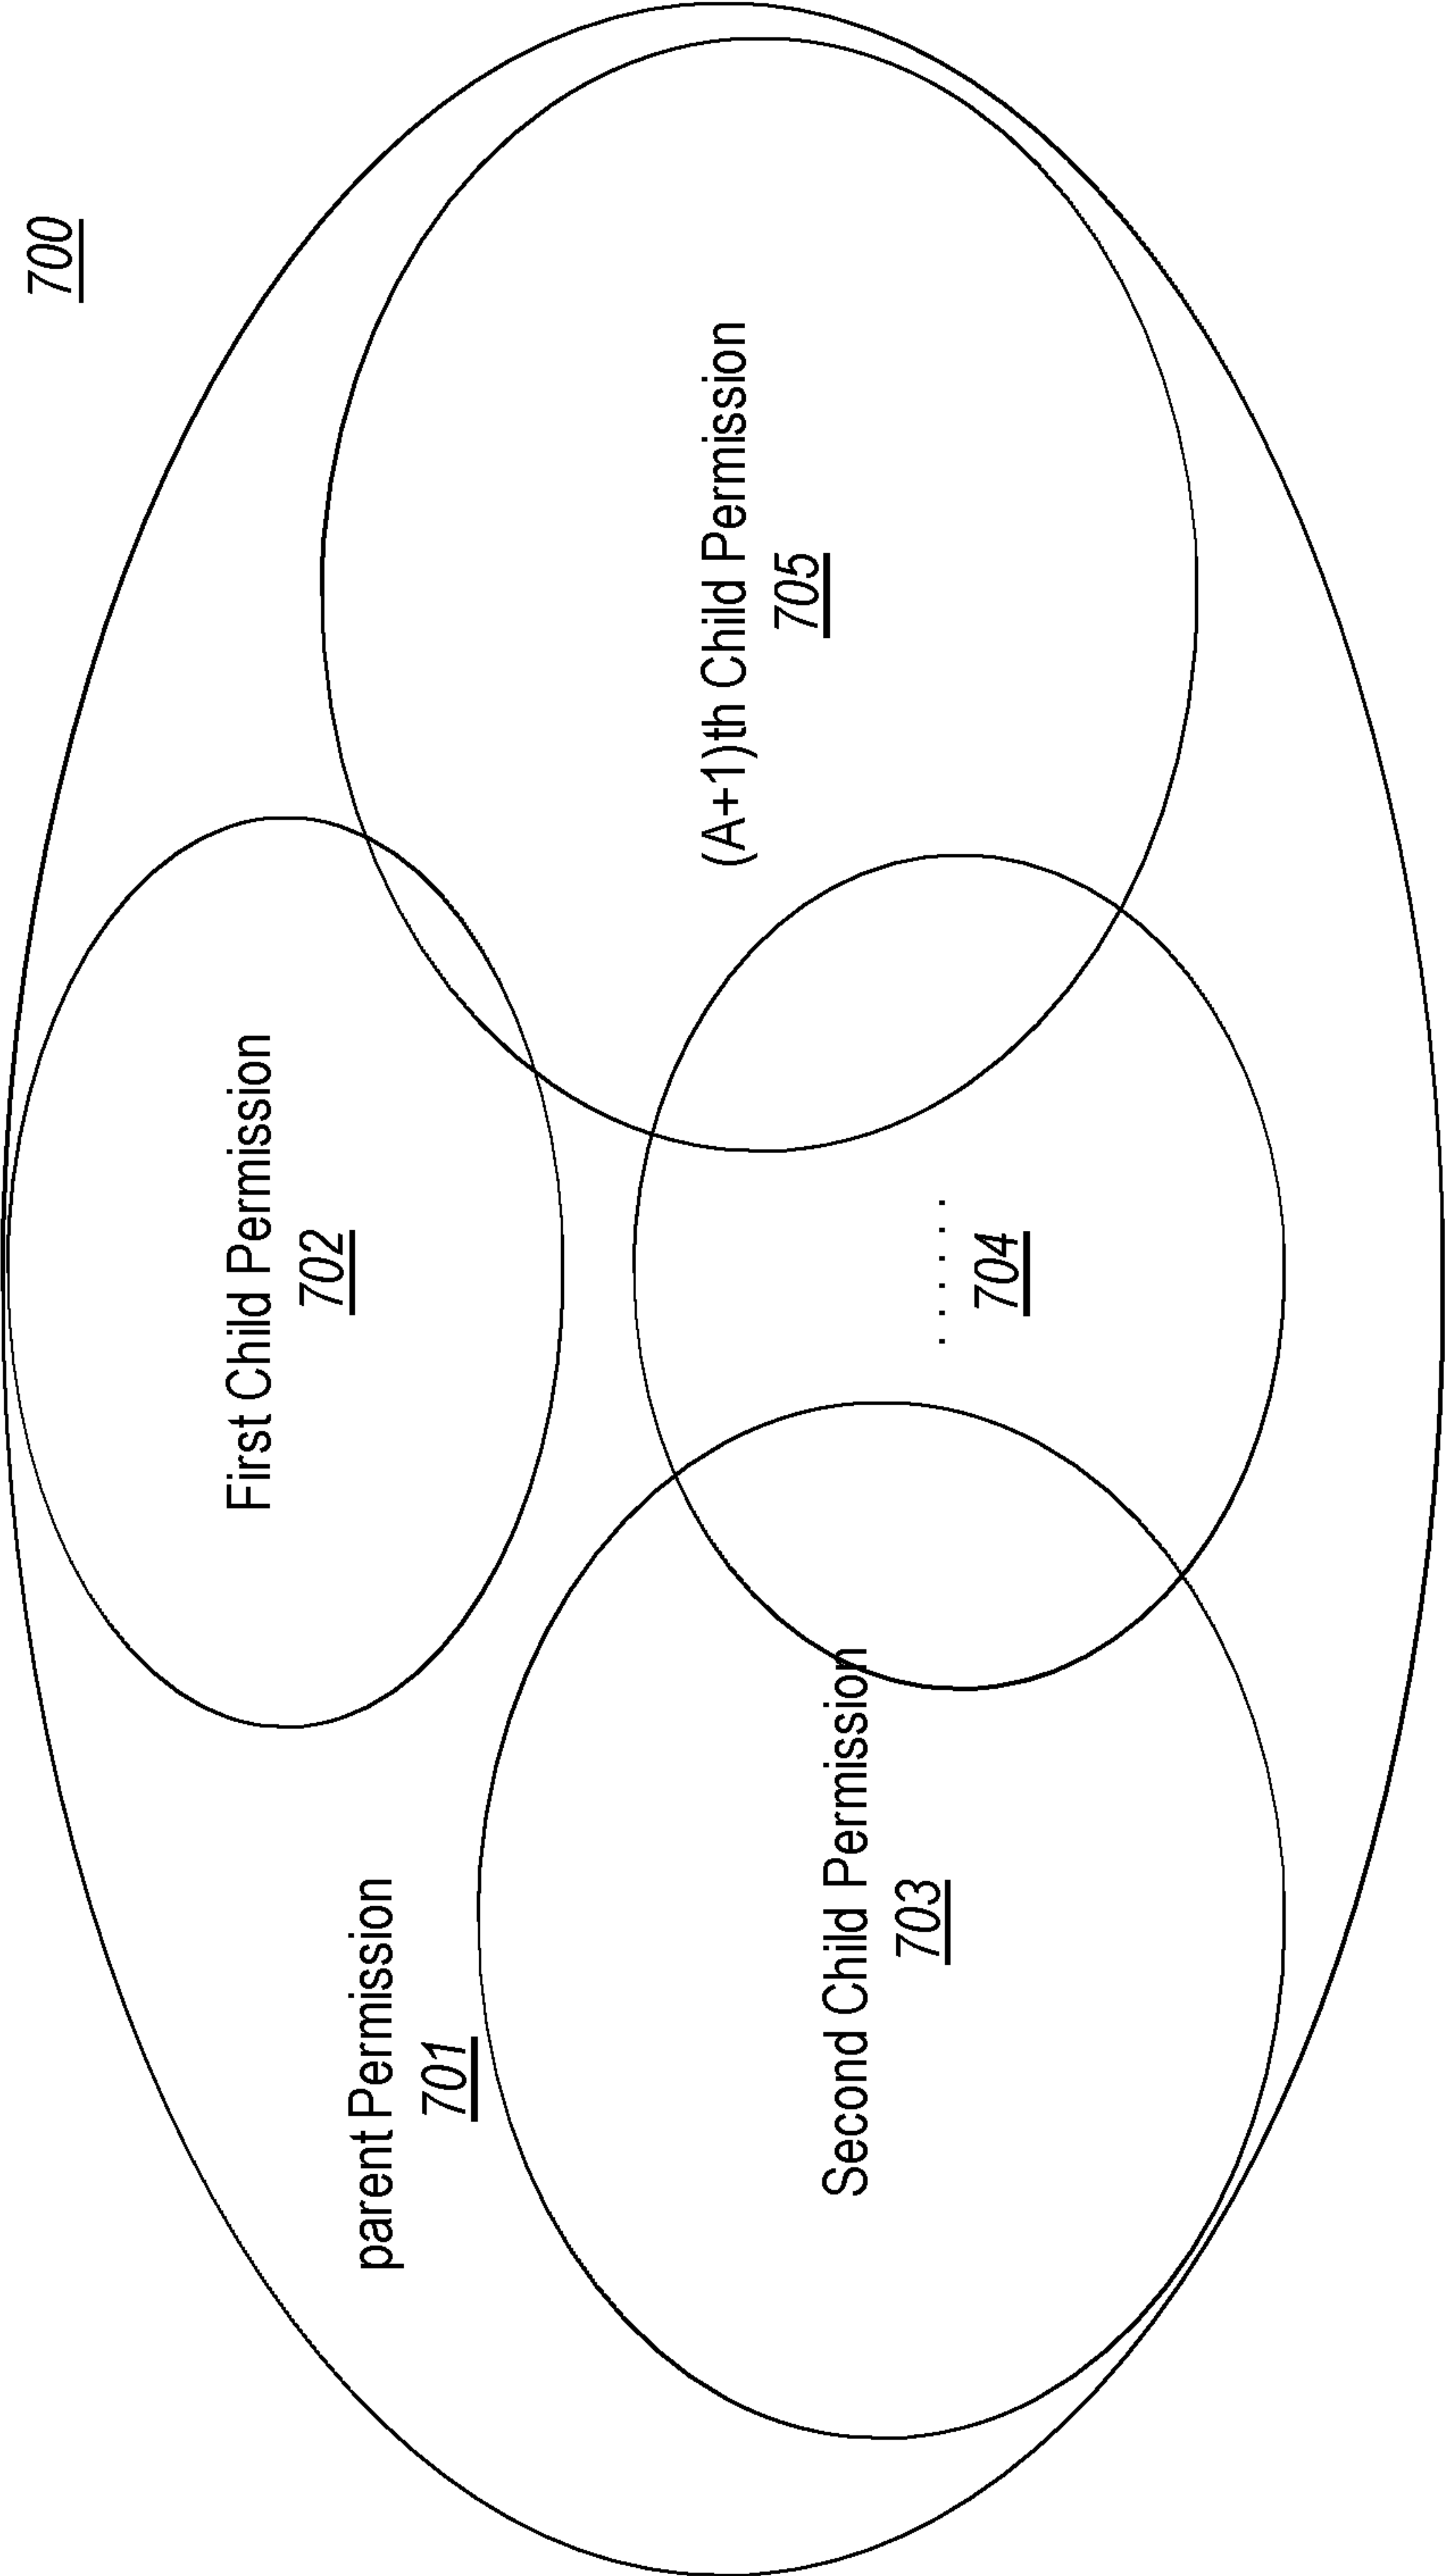 700
First Child Permission
702
parent Permission
701
(A+1)th Child Permission
705
Second Child Permission
703
......
704